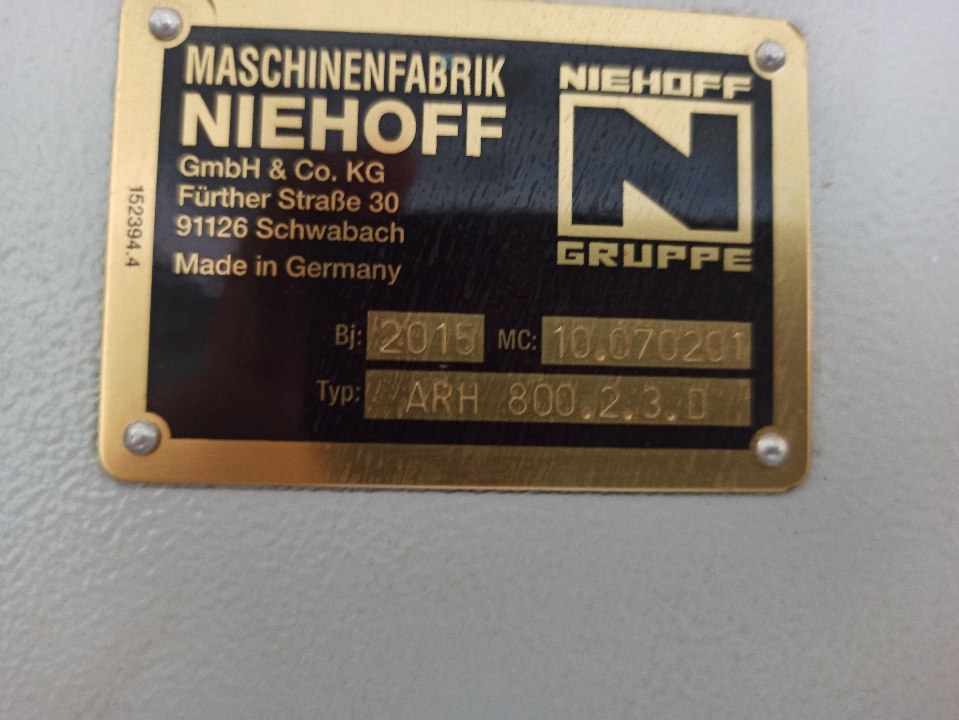 MASCHINENFABRIK
NIEHOFF
GmbH & Co. KG
Fürther Straße 30
91126 Schwabach
Made in Germany
NIEHOFF
N
GRUPPE
152394.4
Bj: 2015 MC: 10.070201
Typ: ARH 800.2.3.D